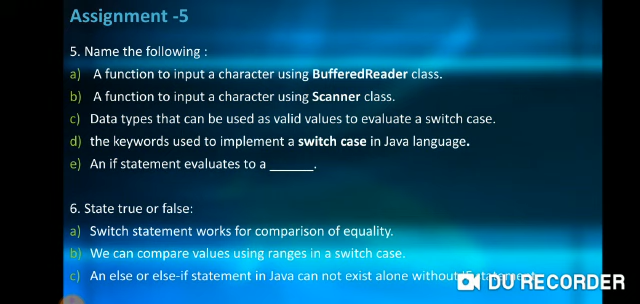 Assignment -5
5. Name the following :
a) A function to input a character using BufferedReader class.
b) A function to input a character using Scanner class.
c) Data types that can be used as valid values to evaluate a switch case.
d) the keywords used to implement a switch case in Java language.
e) An if statement evaluates to a ______.
6. State true or false:
a) Switch statement works for comparison of equality.
b) We can compare values using ranges in a switch case.
c) An else or else-if statement in Java can not exist alone without if statement.
DU RECORDER